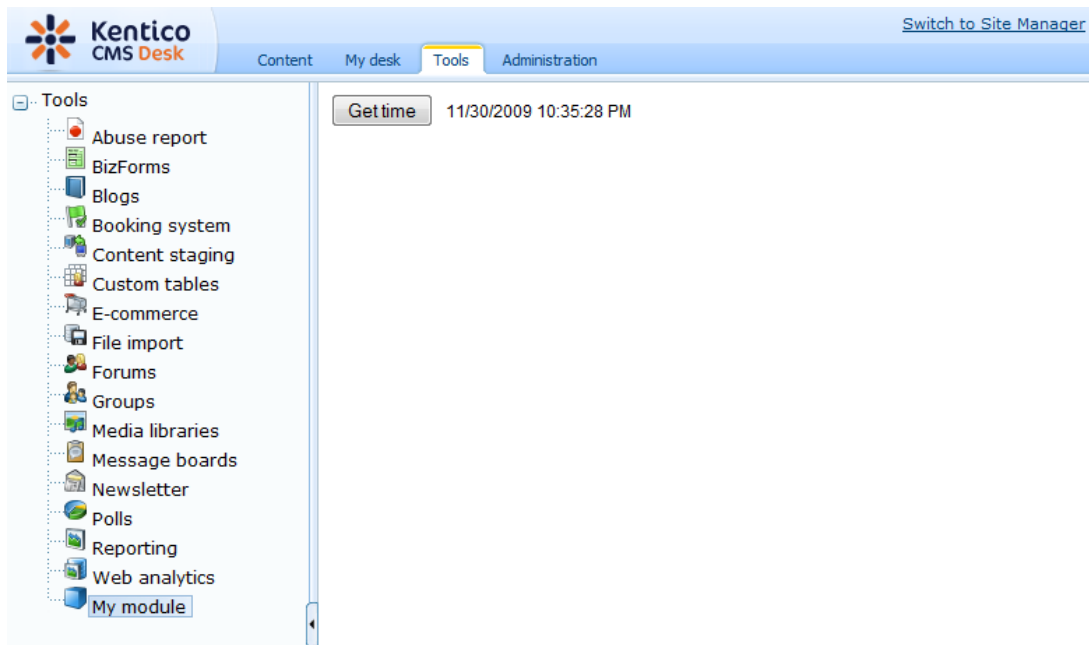 Kentico
CMS Desk
Switch to Site Manager
Content My desk Tools Administration
Tools
Abuse report
BizForms
Blogs
Booking system
Content staging
Custom tables
E-commerce
File import
Forums
Groups
Media libraries
Message boards
Newsletter
Polls
Reporting
Web analytics
My module
Get time 11/30/2009 10:35:28 PM